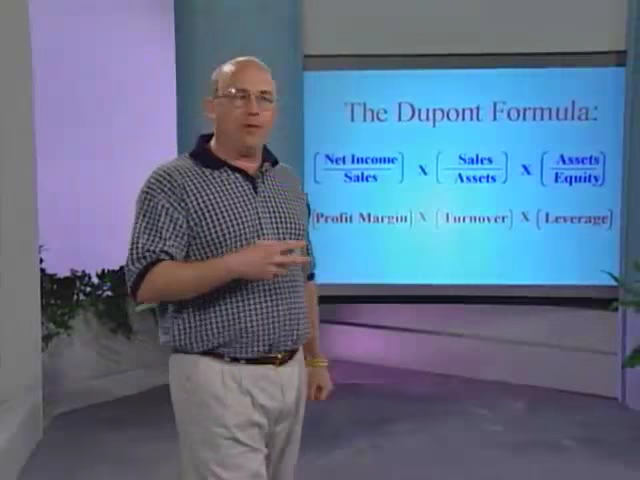 The Dupont Formula:
[Net Income/Sales] X [Sales/Assets] X [Assets/Equity]
[Profit Margin] X [Turnover] X [Leverage]